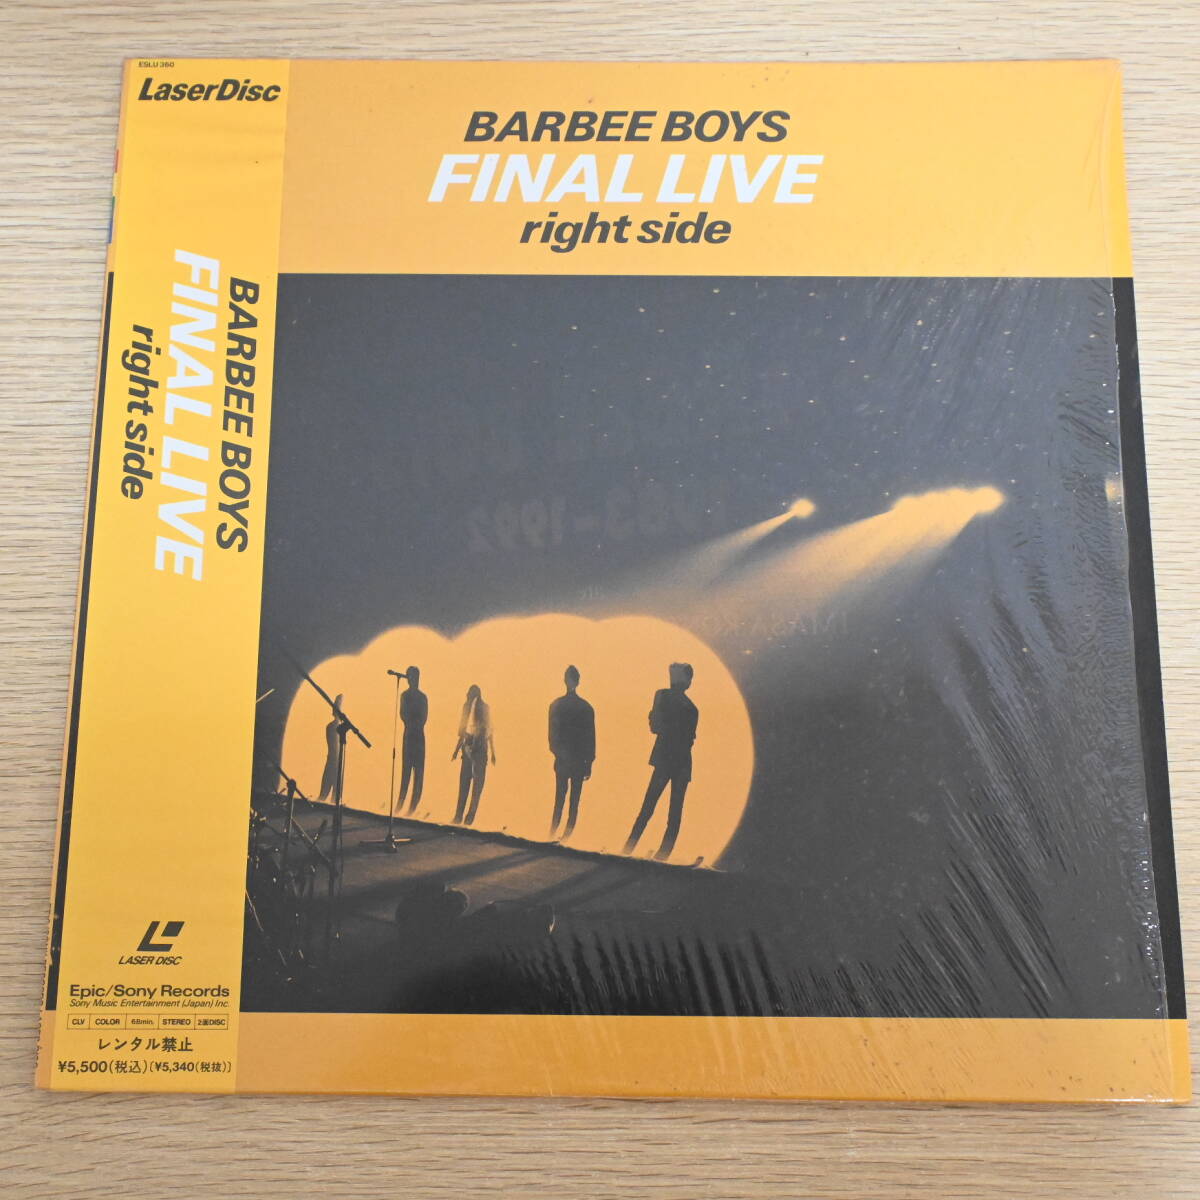 ESLU 360
LaserDisc
BARBEE BOYS
FINAL LIVE
right side
BARBEE BOYS
FINAL LIVE
right side
1992
LASER DISC
Epic/Sony Records
Sony Music Entertainment (Japan) Inc.
CLV COLOR 68min. STEREO 2面DISC
レンタル禁止
¥5,500(税込)〔¥5,340(税抜)〕